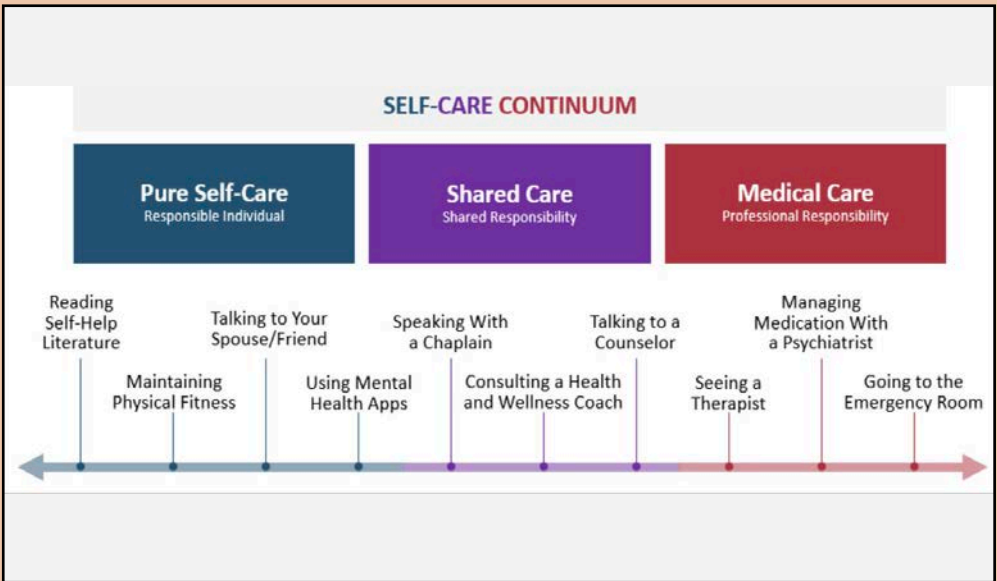 SELF-CARE CONTINUUM
Pure Self-Care
Responsible Individual
Shared Care
Shared Responsibility
Medical Care
Professional Responsibility
Reading
Self-Help
Literature
Maintaining
Physical Fitness
Talking to Your
Spouse/Friend
Using Mental
Health Apps
Speaking With
a Chaplain
Consulting a Health
and Wellness Coach
Talking to a
Counselor
Seeing a
Therapist
Managing
Medication With
a Psychiatrist
Going to the
Emergency Room